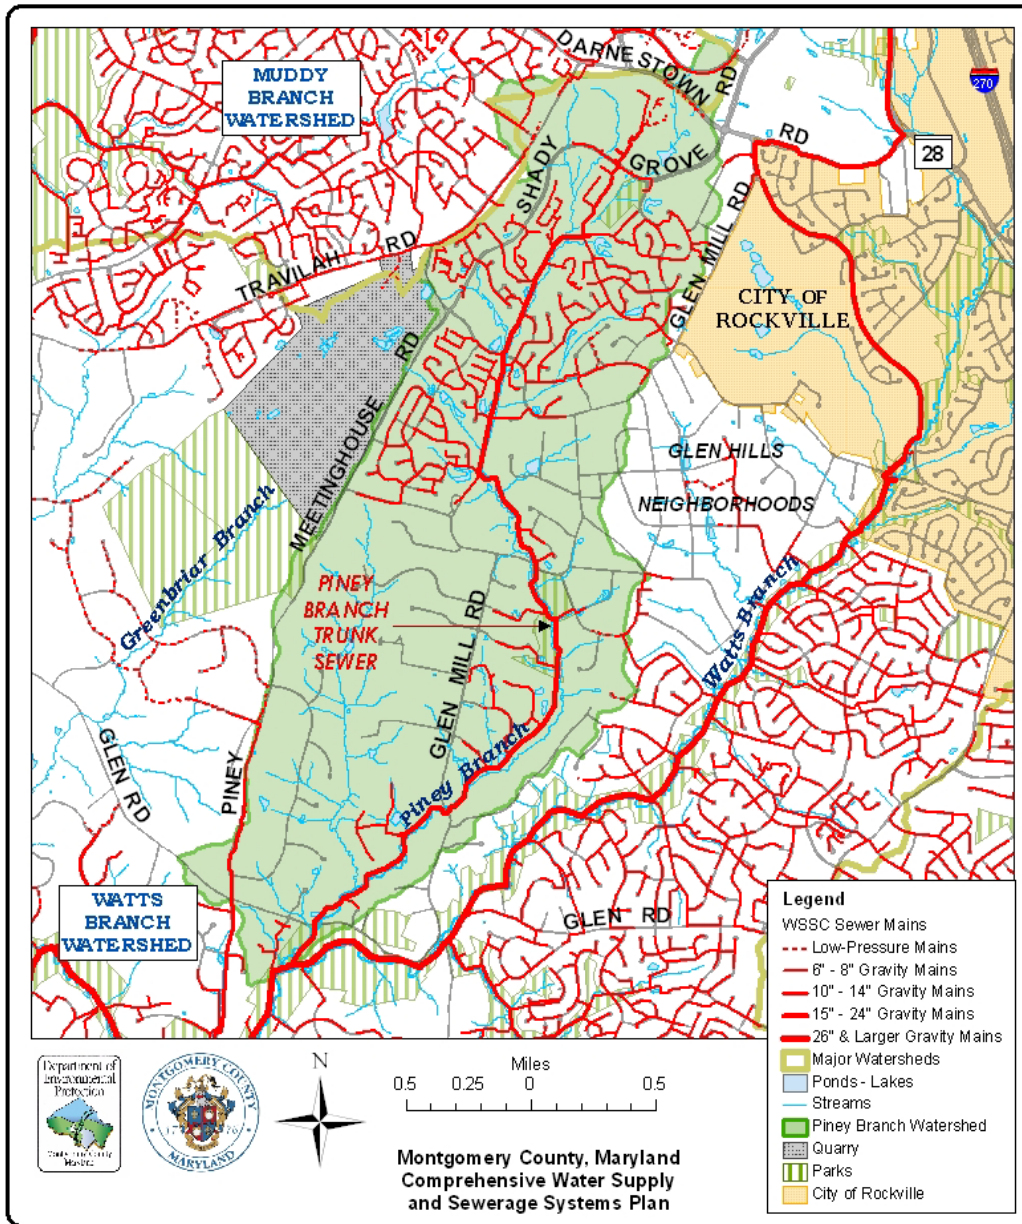 DARNESTOWN RD
MUDDY
BRANCH
WATERSHED
270
RD
28
SHADY GROVE
TRAVILAH RD
GLEN MILL RD
CITY OF
ROCKVILLE
PINEY MEETINGHOUSE RD
GLEN HILLS
NEIGHBORHOODS
Greenbriar Branch
Watts Branch
PINEY
BRANCH
TRUNK
SEWER
GLEN MILL RD
Piney Branch
GLEN RD
WATTS
BRANCH
WATERSHED
GLEN RD
Legend
WSSC Sewer Mains
Low-Pressure Mains
6" - 8" Gravity Mains
10" - 14" Gravity Mains
15" - 24" Gravity Mains
26" & Larger Gravity Mains
Major Watersheds
Ponds - Lakes
Streams
Piney Branch Watershed
Quarry
Parks
City of Rockville
Department of
Environmental
Protection
Montgomery County
Maryland
MONTGOMERY COUNTY
17 76
MARYLAND
N
Miles
0.5 0.25 0 0.5
Montgomery County, Maryland
Comprehensive Water Supply
and Sewerage Systems Plan